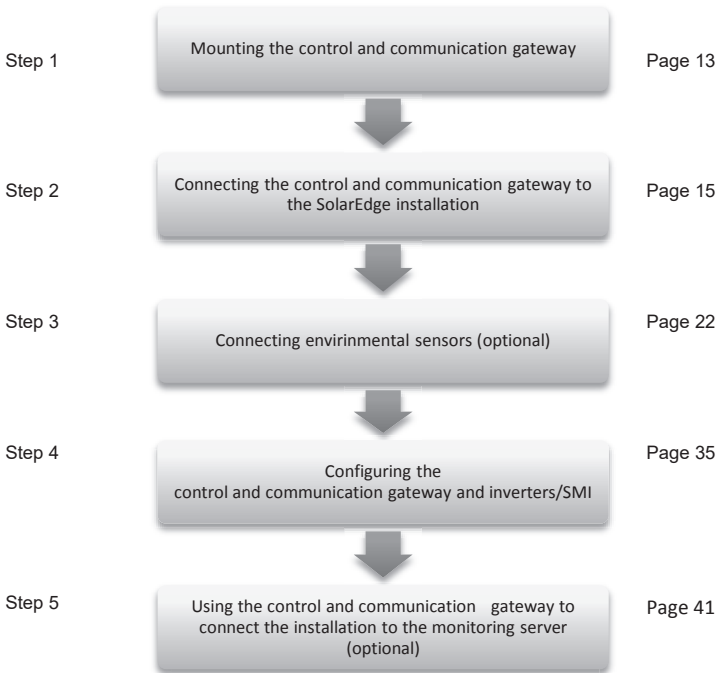 Step 1
Mounting the control and communication gateway
Page 13
Step 2
Connecting the control and communication gateway to
the SolarEdge installation
Page 15
Step 3
Connecting envirinmental sensors (optional)
Page 22
Step 4
Configuring the
control and communication gateway and inverters/SMI
Page 35
Step 5
Using the control and communication gateway to
connect the installation to the monitoring server
(optional)
Page 41